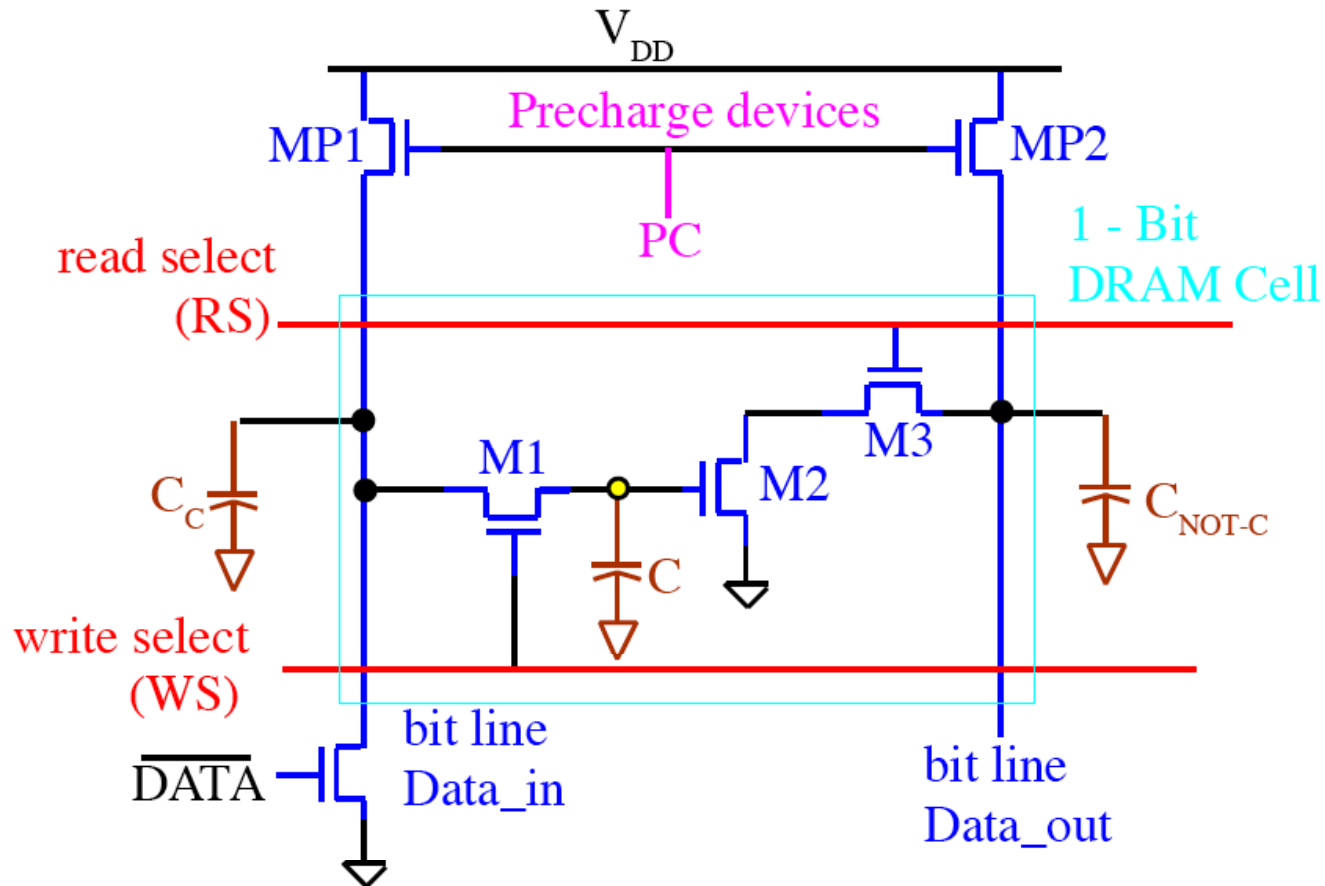 V_DD
Precharge devices
MP1
MP2
PC
1 - Bit
DRAM Cell
read select
(RS)
M1
M3
M2
C_C
C
C_NOT-C
write select
(WS)
bit line
Data_in
D̅A̅T̅A̅
bit line
Data_out